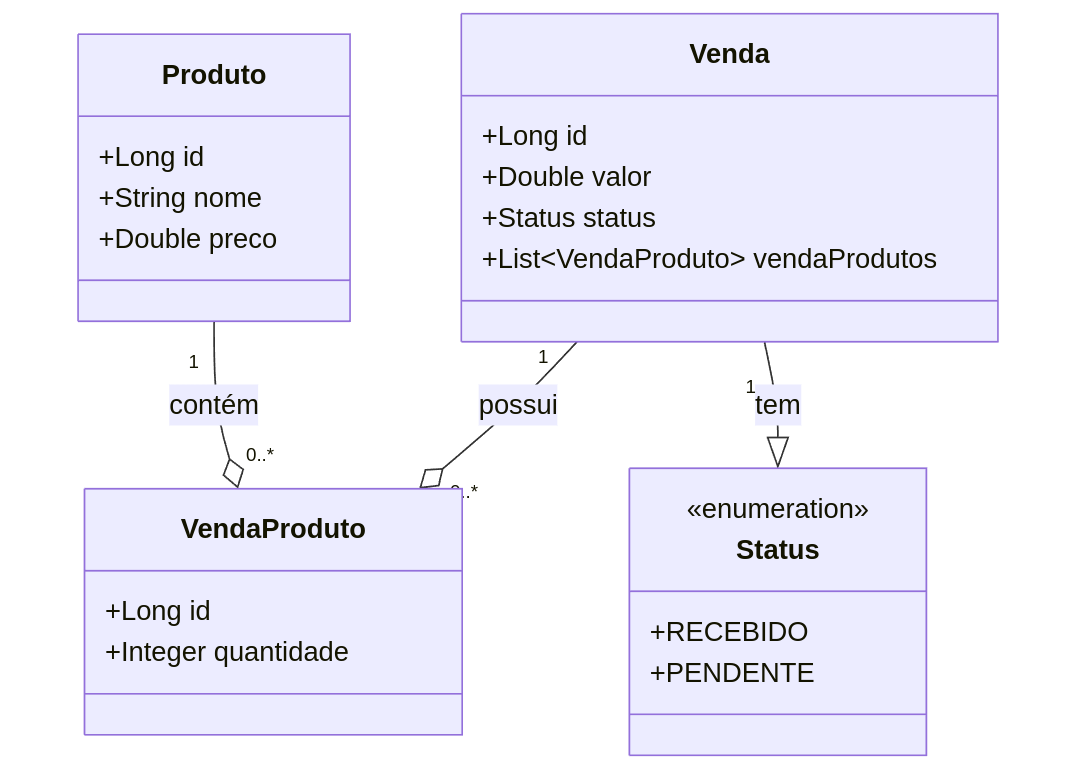 Produto
+Long id
+String nome
+Double preco
Venda
+Long id
+Double valor
+Status status
+List<VendaProduto> vendaProdutos
1
contém
0..*
1
possui
0..*
1
tem
VendaProduto
+Long id
+Integer quantidade
«enumeration»
Status
+RECEBIDO
+PENDENTE